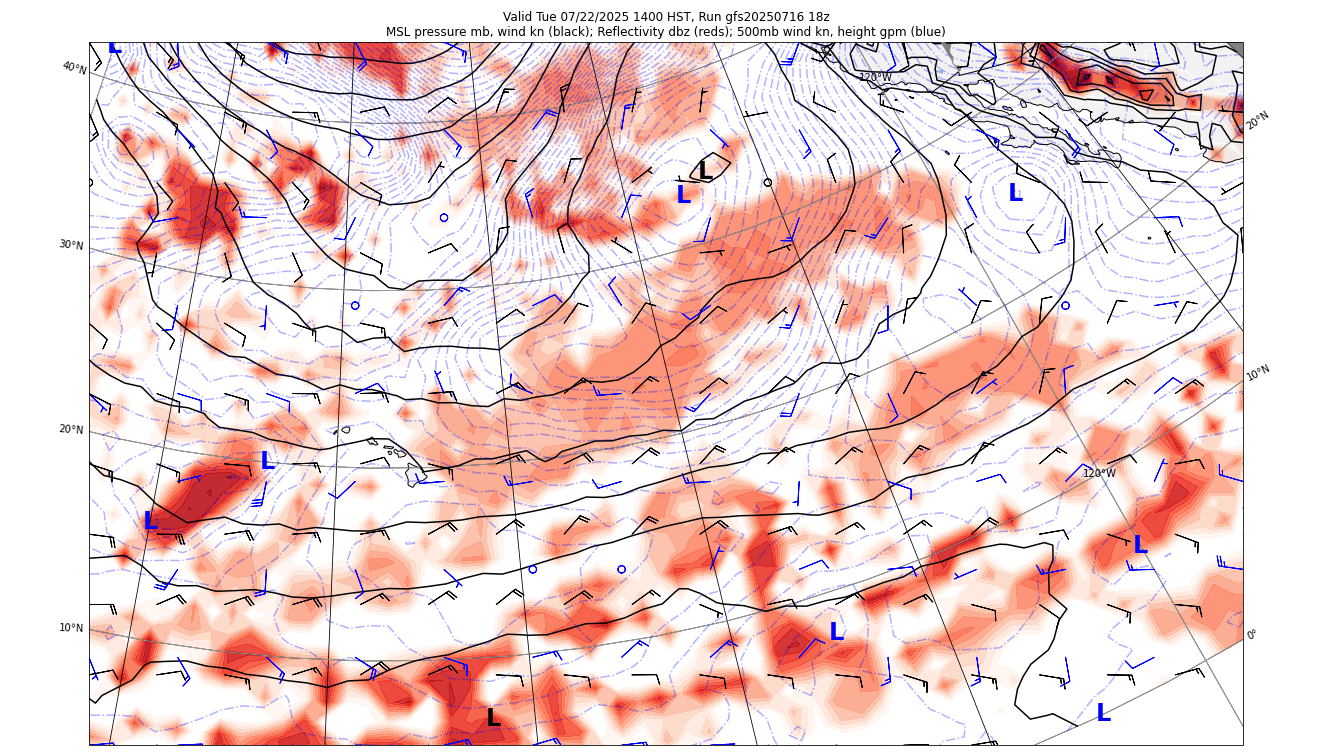 Valid Tue 07/22/2025 1400 HST, Run gfs20250716 18z
MSL pressure mb, wind kn (black); Reflectivity dbz (reds); 500mb wind kn, height gpm (blue)
L
40°N
120°W
20°N
L
L
L
30°N
10°N
20°N
L
120°W
L
L
10°N
L
0°
L
L